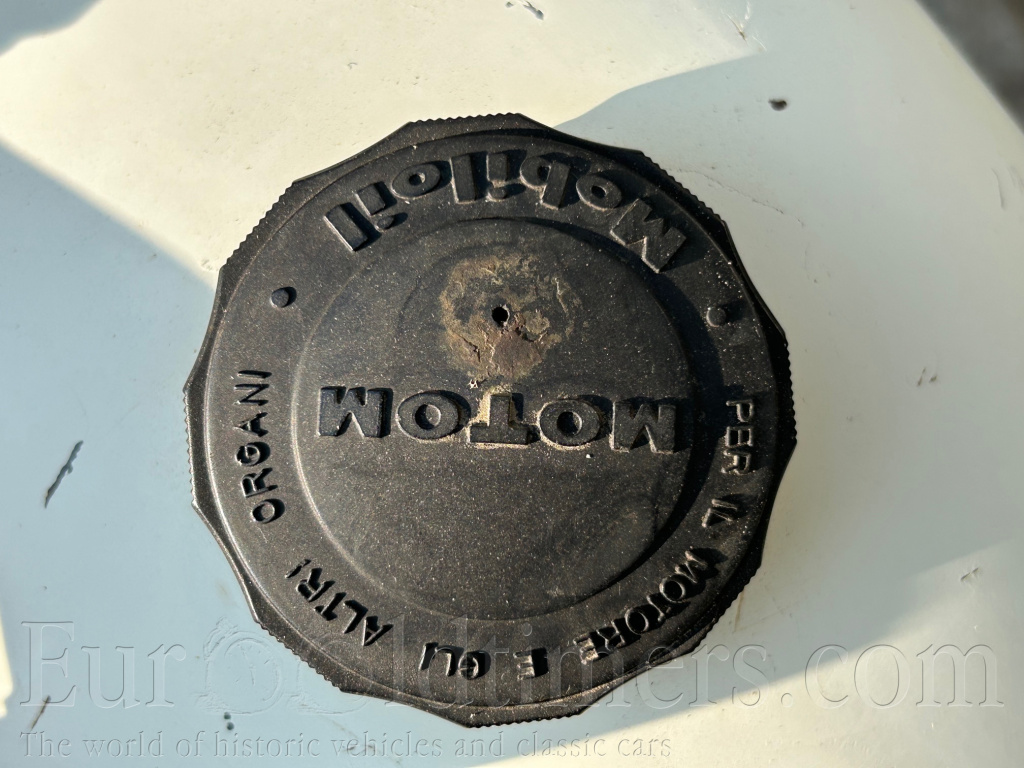 Mobiloil
MOTOM
PER IL MOTORE E GLI ALTRI ORGANI
EurOldtimers.com
The world of historic vehicles and classic cars